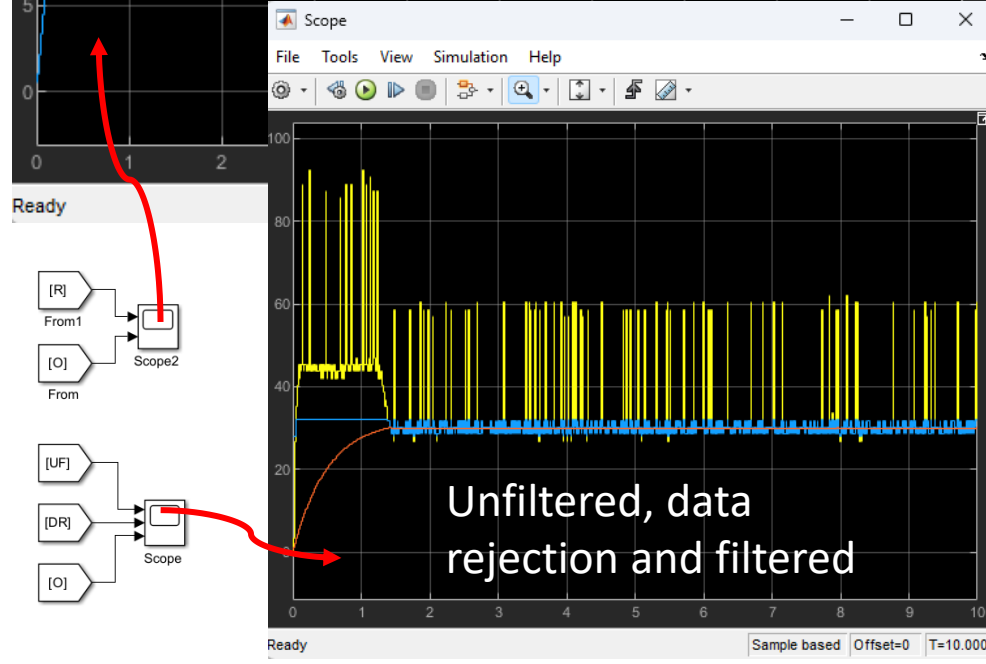 5
0
0 1 2
Ready
[R]
From1
[O]
From
Scope2
[UF]
[DR]
[O]
Scope
Scope
File Tools View Simulation Help
100
80
60
40
20
0
Unfiltered, data
rejection and filtered
0 1 2 3 4 5 6 7 8 9 10
Ready
Sample based Offset=0 T=10.000